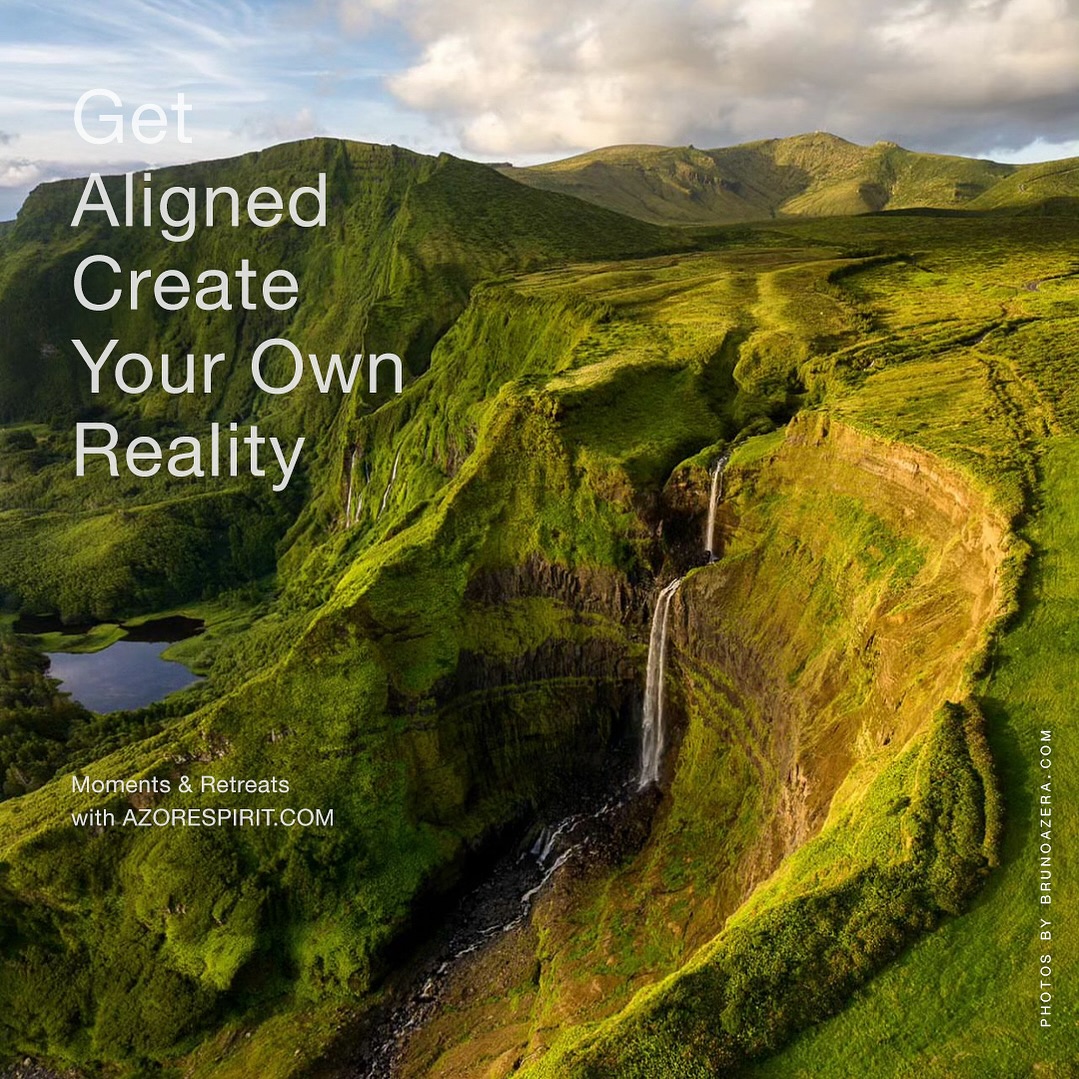 Get
Aligned
Create
Your Own
Reality
Moments & Retreats
with AZORESPIRIT.COM
PHOTOS BY BRUNOAZERA.COM